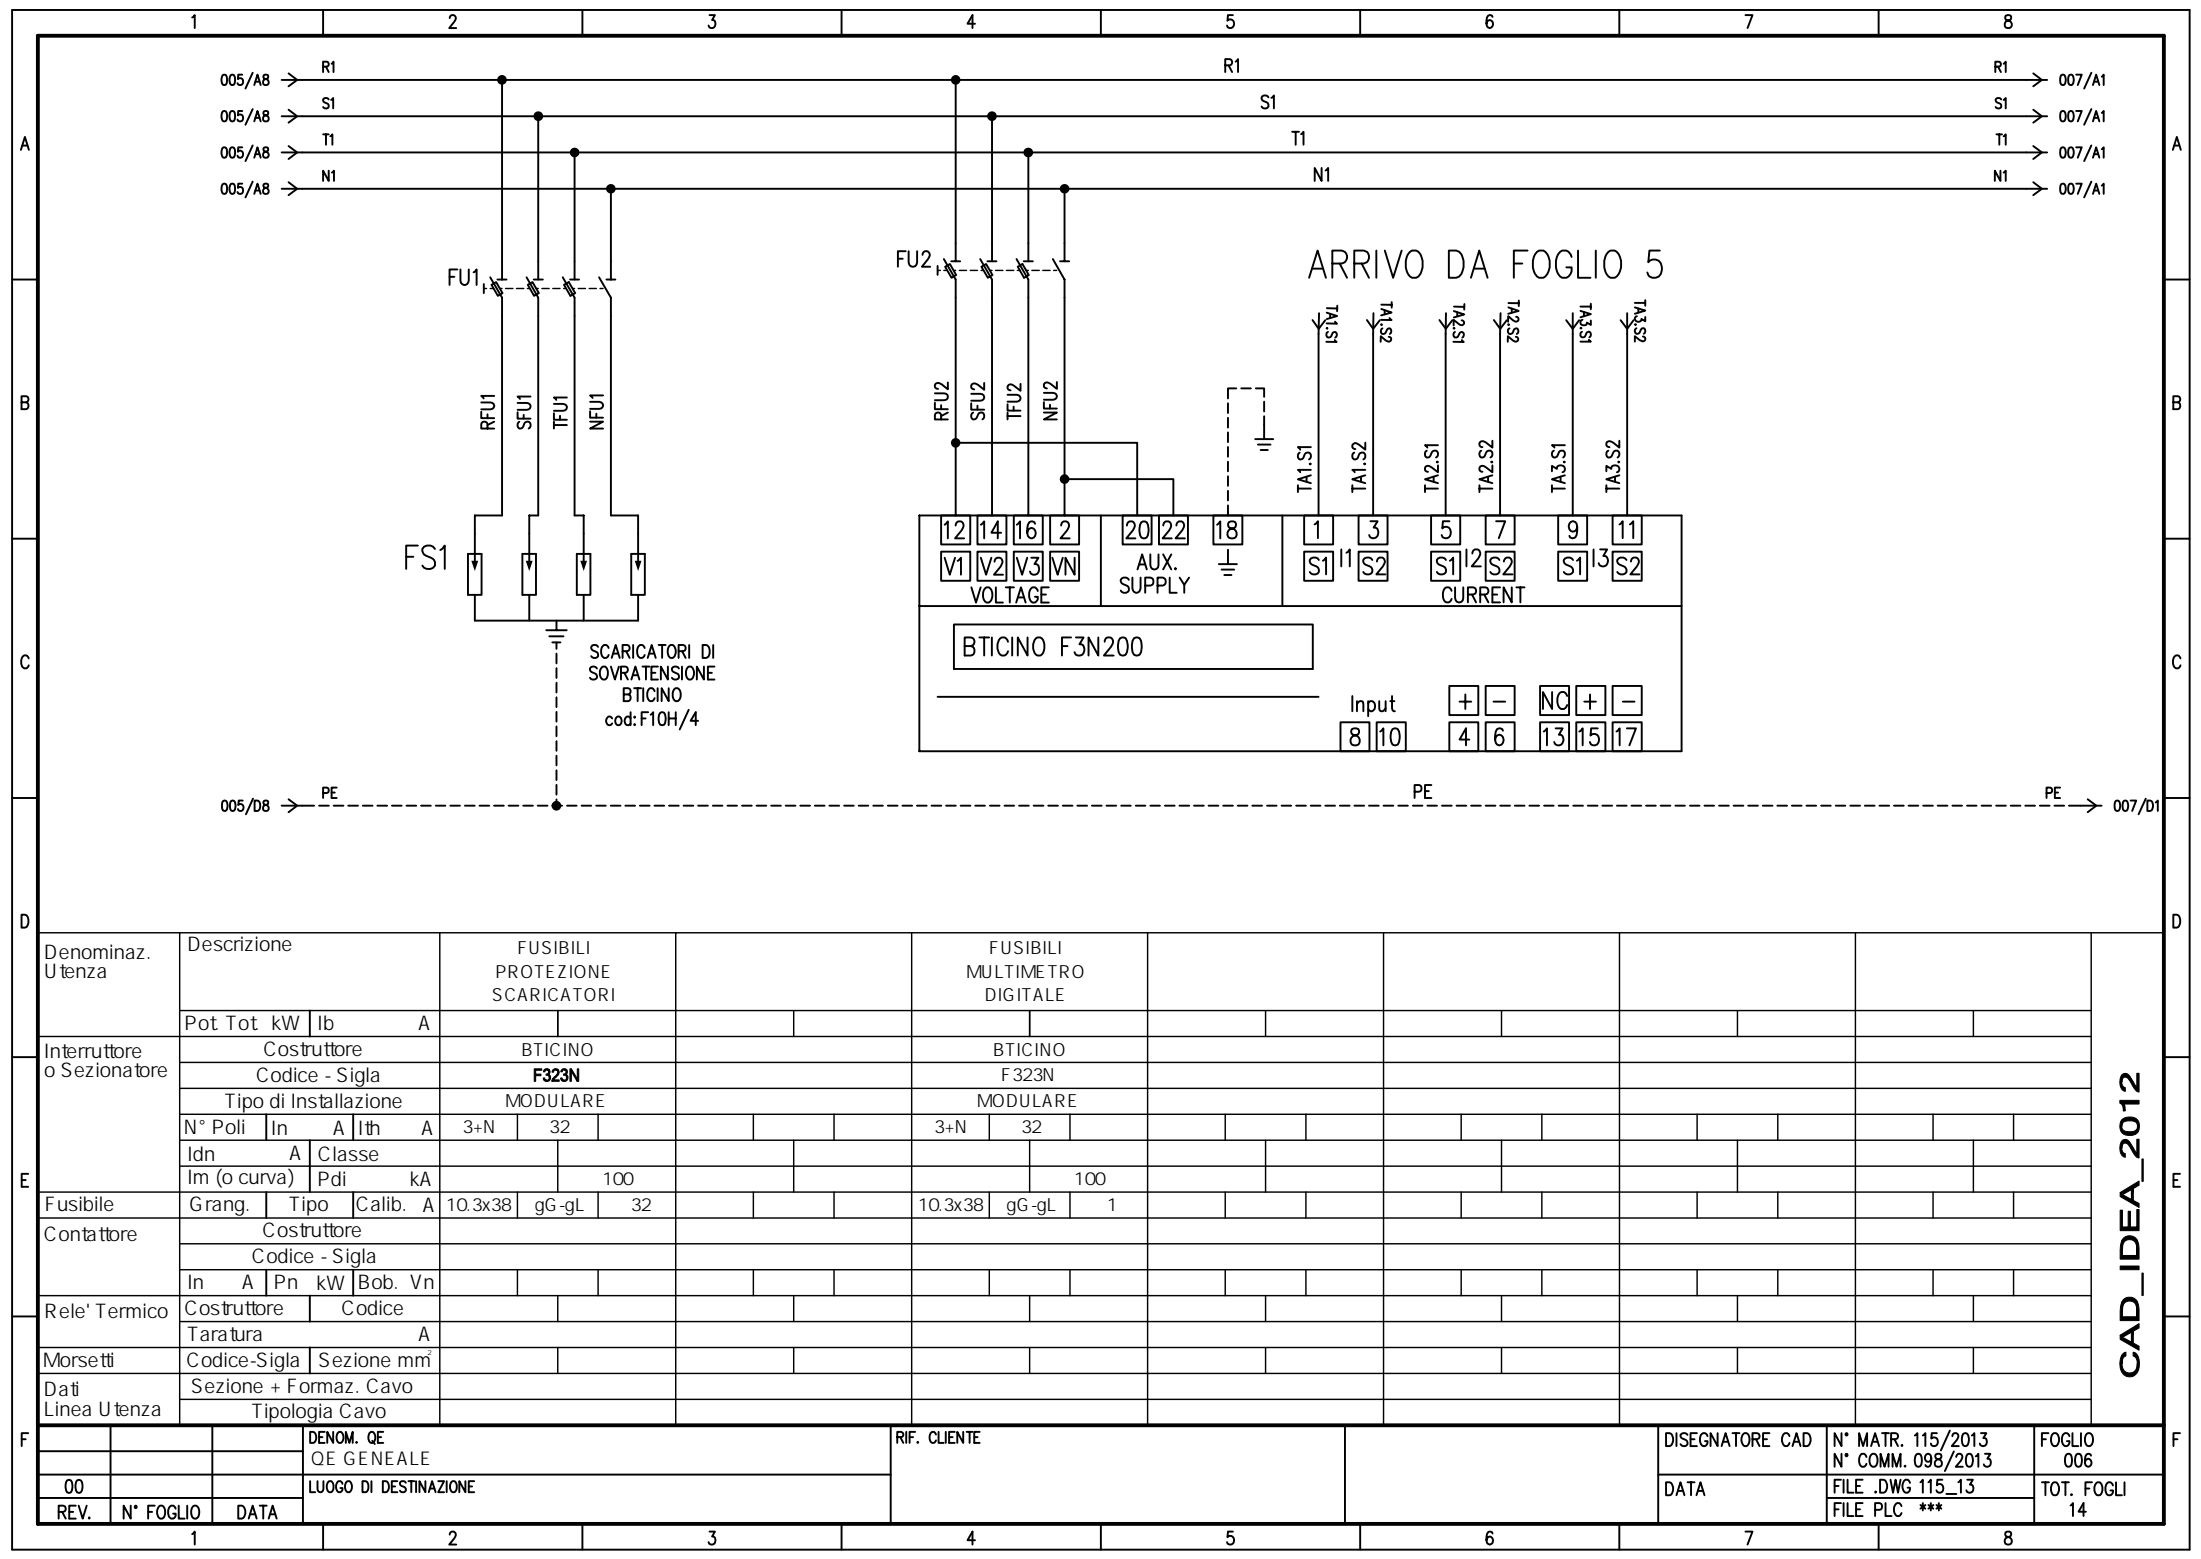 1 2 3 4 5 6 7 8
005/A8 R1 R1 R1 007/A1
005/A8 S1 S1 S1 007/A1
A A
005/A8 T1 T1 T1 007/A1
005/A8 N1 N1 N1 007/A1
FU1 FU2 ARRIVO DA FOGLIO 5
TA1.S1 TA1.S2 TA2.S1 TA2.S2 TA3.S1 TA3.S2
B B
RFU1 SFU1 TFU1 NFU1 RFU2 SFU2 TFU2 NFU2
TA1.S1 TA1.S2 TA2.S1 TA2.S2 TA3.S1 TA3.S2
12 14 16 2 20 22 18 1 3 5 7 9 11
FS1 V1 V2 V3 VN AUX. S1 I1 S2 S1 I2 S2 S1 I3 S2
SUPPLY
VOLTAGE CURRENT
BTICINO F3N200
SCARICATORI DI
SOVRATENSIONE
BTICINO
cod:F10H/4
C C
Input + - NC + -
8 10 4 6 13 15 17
005/D8 PE PE PE 007/D1
D D
Denominaz.
Utenza
Descrizione
FUSIBILI
PROTEZIONE
SCARICATORI
FUSIBILI
MULTIMETRO
DIGITALE
Pot Tot kW Ib A
Interruttore
o Sezionatore
Costruttore BTICINO BTICINO
Codice - Sigla F323N F323N
Tipo di Installazione MODULARE MODULARE
N° Poli In A Ith A 3+N 32 3+N 32
Idn A Classe
E E
Im (o curva) Pdi kA 100 100
Fusibile Grang. Tipo Calib. A 10.3x38 gG-gL 32 10.3x38 gG-gL 1
Contattore Costruttore
Codice - Sigla
In A Pn kW Bob. Vn
Rele' Termico Costruttore Codice
Taratura A
Morsetti Codice-Sigla Sezione mm²
Dati
Linea Utenza
Sezione + Formaz. Cavo
Tipologia Cavo
CAD_IDEA_2012
F F
DENOM. QE
QE GENEALE
LUOGO DI DESTINAZIONE
RIF. CLIENTE
00
REV. N° FOGLIO DATA
DISEGNATORE CAD
DATA
N° MATR. 115/2013
N° COMM. 098/2013
FILE .DWG 115_13
FILE PLC ***
FOGLIO
006
TOT. FOGLI
14
1 2 3 4 5 6 7 8